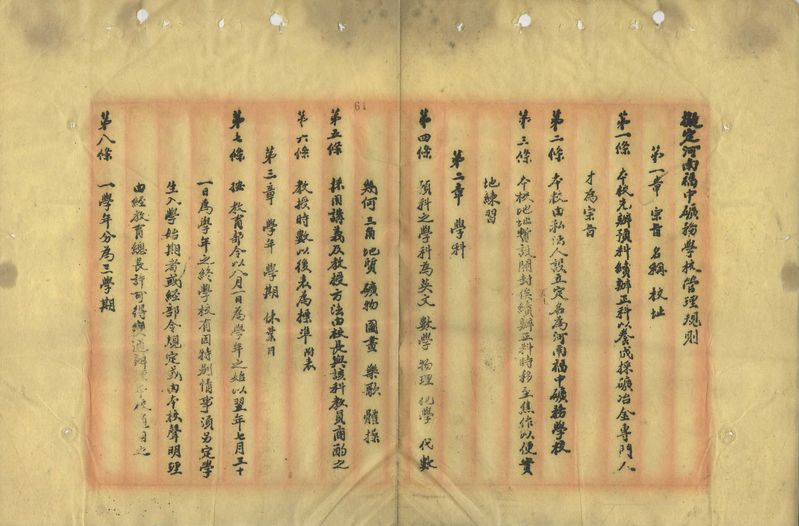 擬定河南福中礦務學校管理規則
第一章 宗旨 名稱 校址
第一條 本校先辦預科續辦正科以養成採礦冶金專門人
才為宗旨
第二條 本校由私法人設立定名為河南福中礦務學校
第三條 本校地址暫設開封俟續辦正科時移至焦作以便實
地練習
第二章 學科
第四條 預科之學科為英文 數學 物理 化學 代數
幾何 三角 地質 礦物 圖畫 樂歌 體操
第五條 採用講義及教授方法由校長與該科教員商酌之
第六條 教授時數以後表為標準 附表
第三章 學年 學期 休業日
第七條 按教育部令以八月一日為學年之始以翌年七月三十
一日為學年之終學校有因特別情事須另定學
生入學始期者或經部令規定或由本校聲明理
由經教育總長許可得變通辦
第八條 一學年分為三學期
61